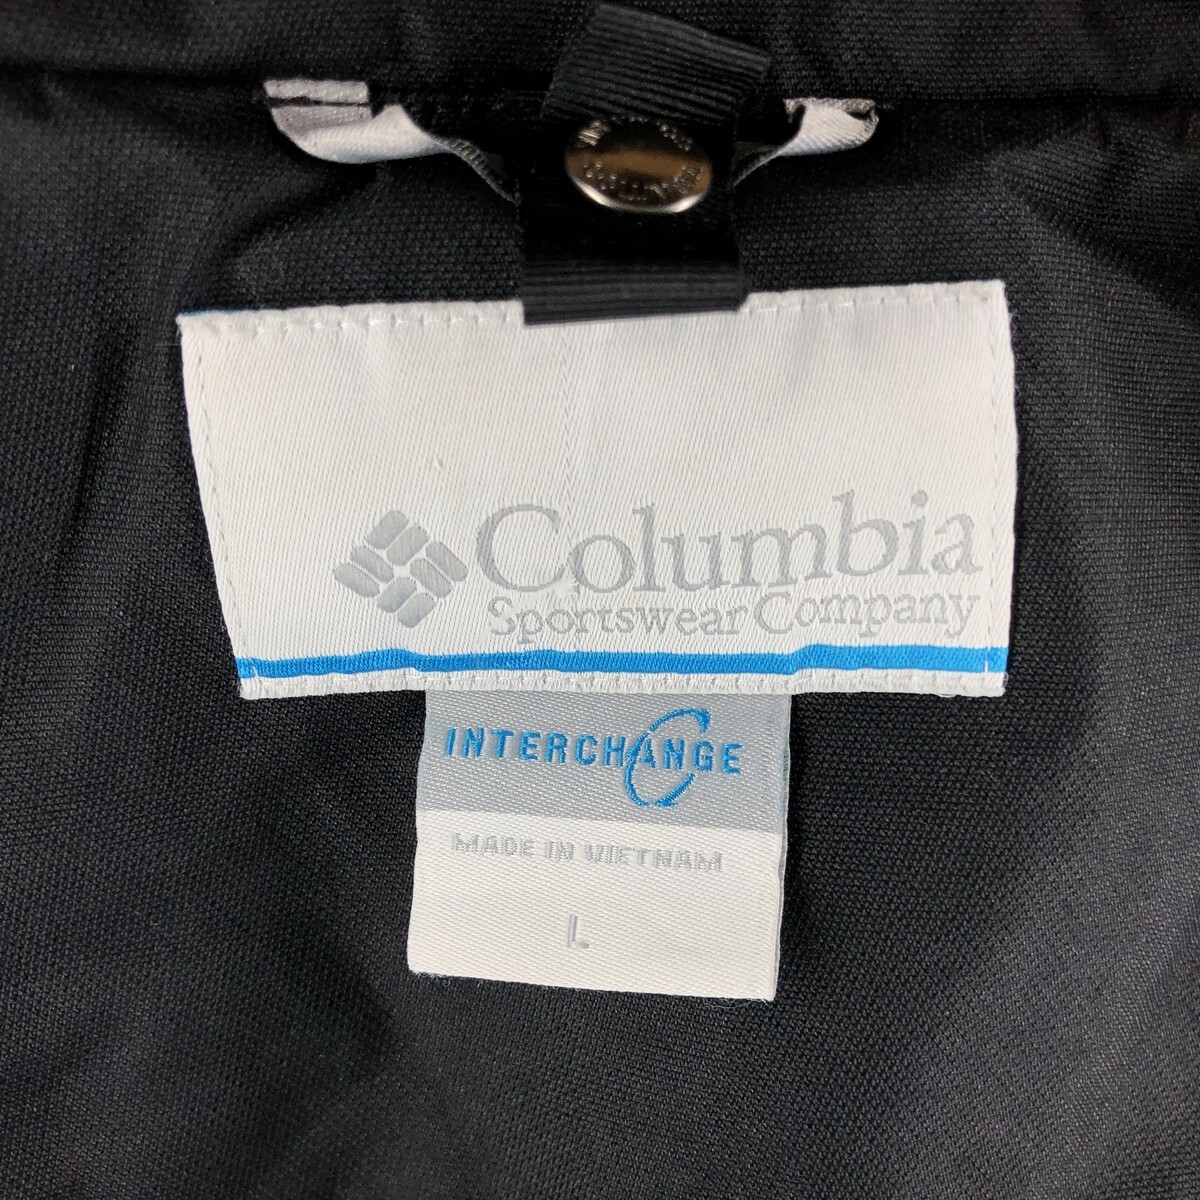 Columbia
Sportswear Company
INTERCHANGE
MADE IN VIETNAM
L